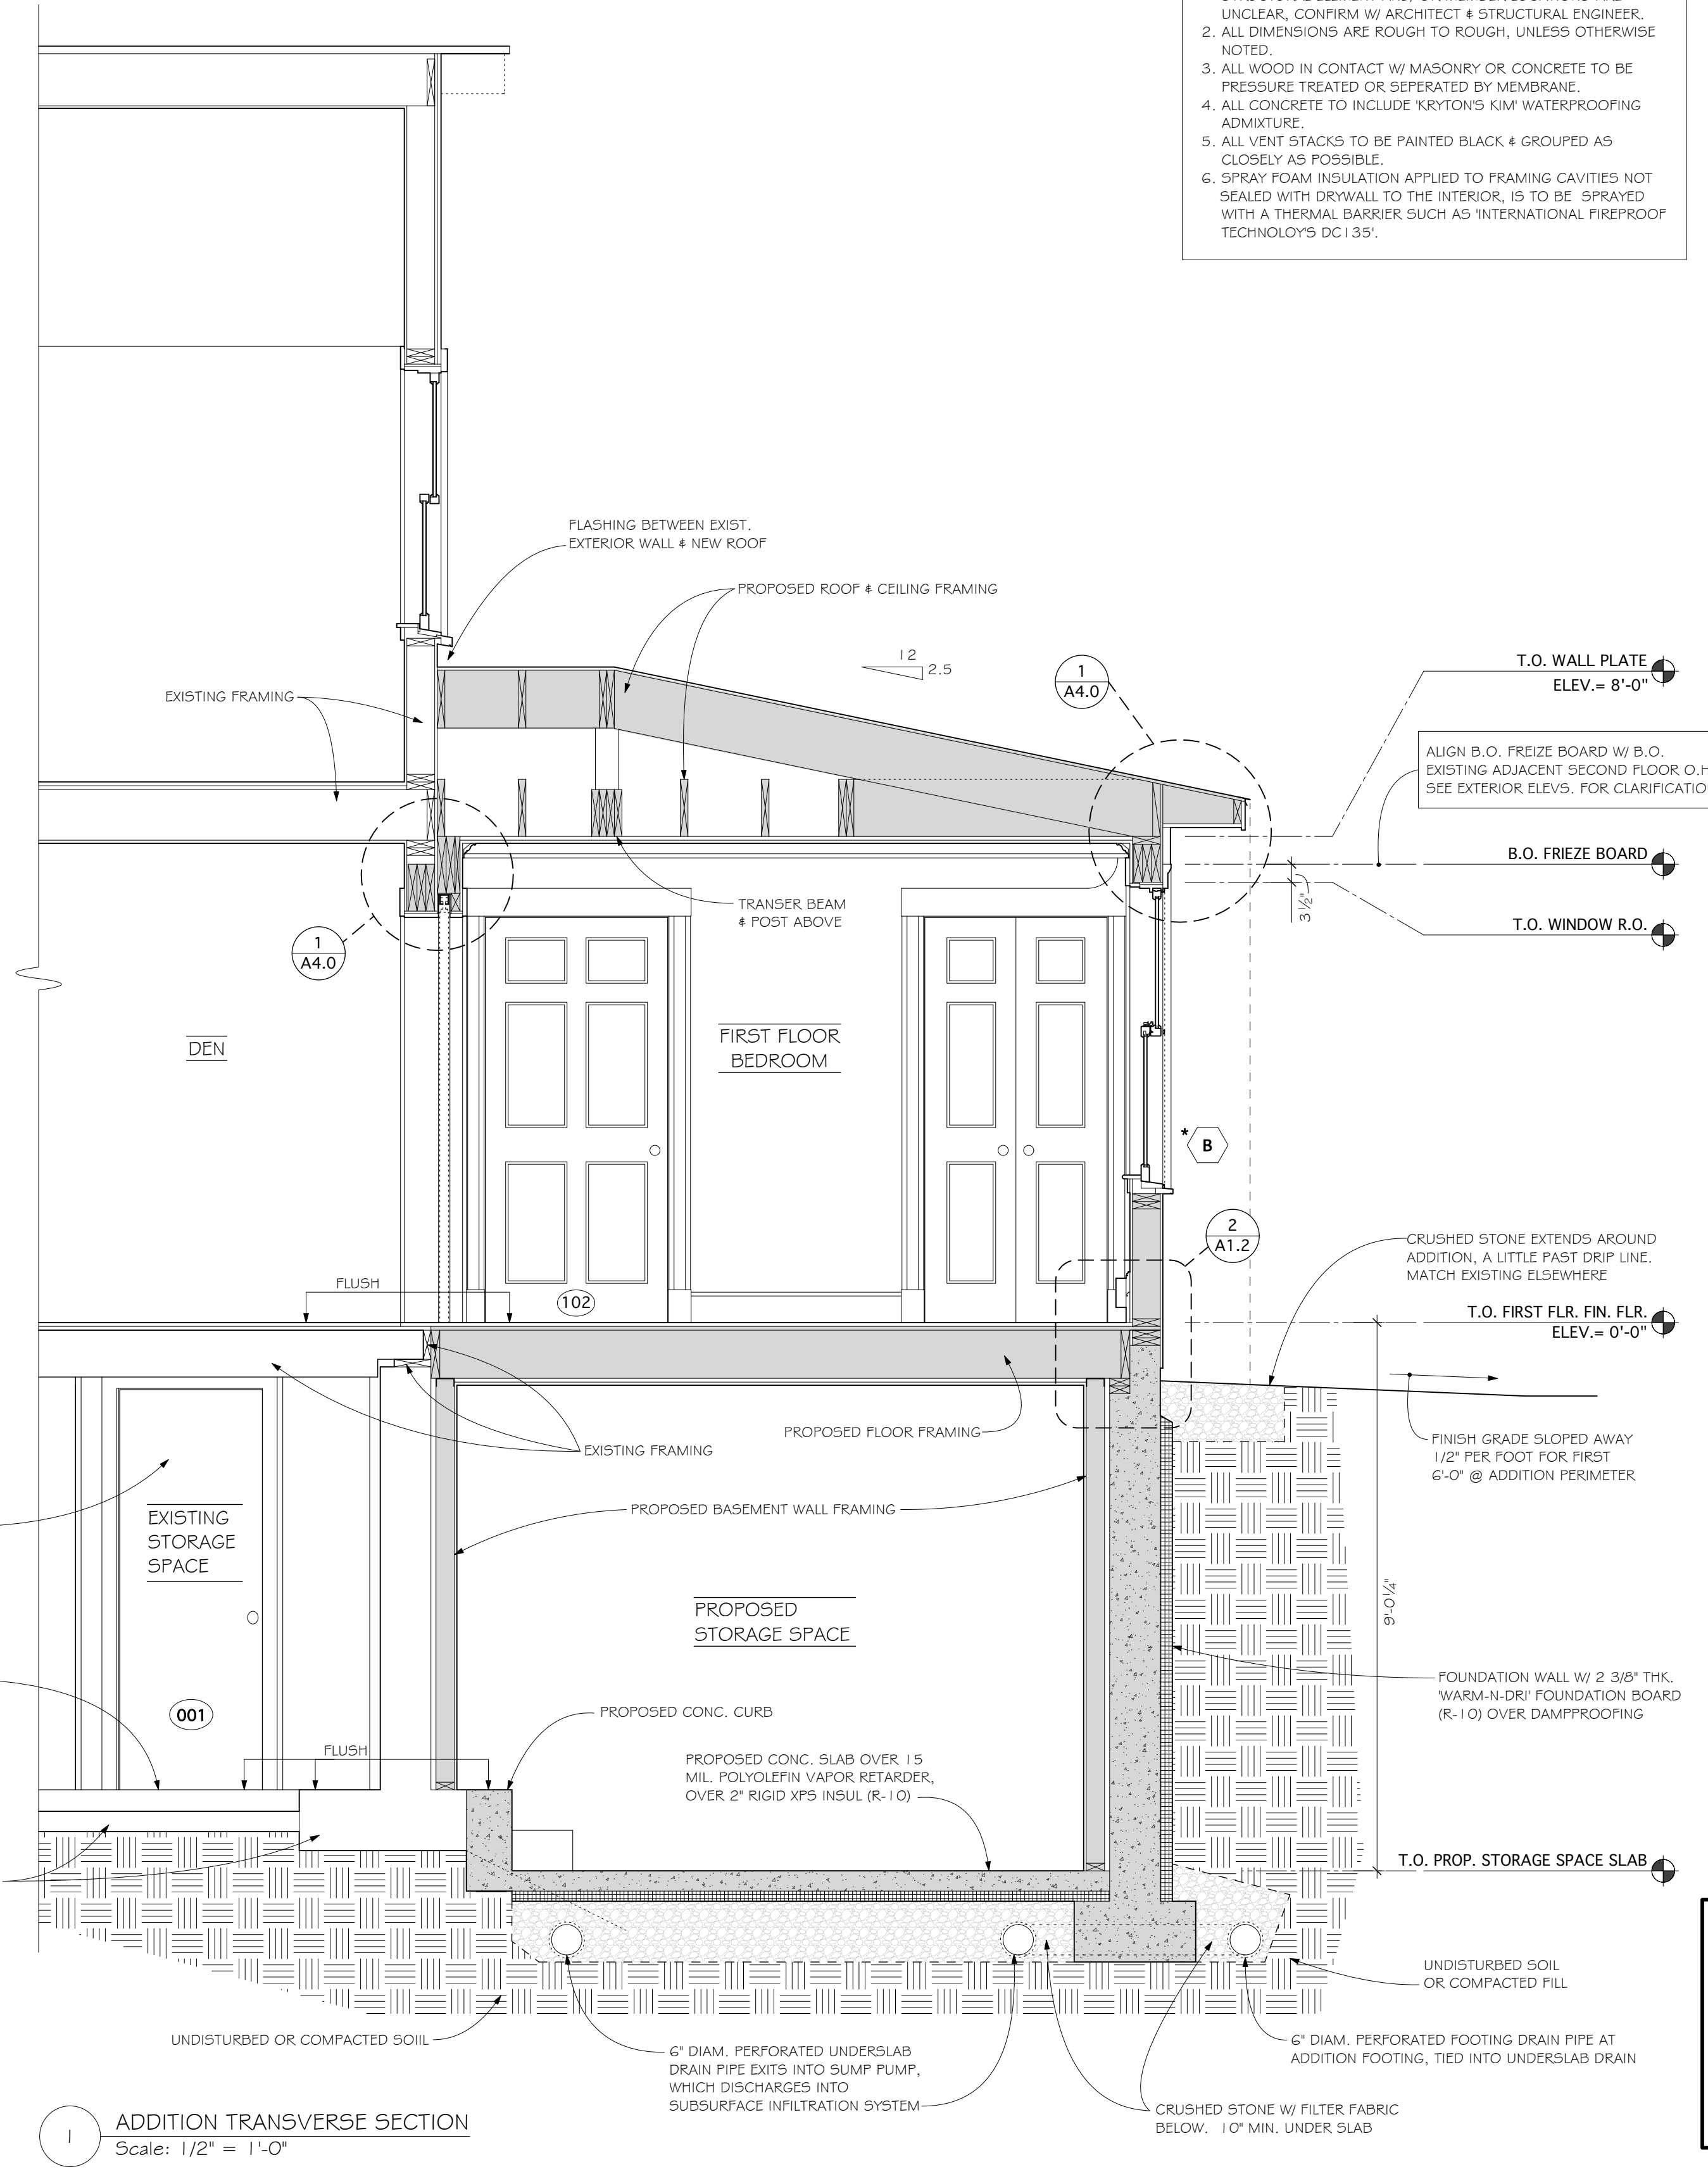 UNCLEAR, CONFIRM W/ ARCHITECT & STRUCTURAL ENGINEER.
2. ALL DIMENSIONS ARE ROUGH TO ROUGH, UNLESS OTHERWISE
NOTED.
3. ALL WOOD IN CONTACT W/ MASONRY OR CONCRETE TO BE
PRESSURE TREATED OR SEPERATED BY MEMBRANE.
4. ALL CONCRETE TO INCLUDE 'KRYTON'S KIM' WATERPROOFING
ADMIXTURE.
5. ALL VENT STACKS TO BE PAINTED BLACK & GROUPED AS
CLOSELY AS POSSIBLE.
6. SPRAY FOAM INSULATION APPLIED TO FRAMING CAVITIES NOT
SEALED WITH DRYWALL TO THE INTERIOR, IS TO BE SPRAYED
WITH A THERMAL BARRIER SUCH AS 'INTERNATIONAL FIREPROOF
TECHNOLOY'S DC135'.
FLASHING BETWEEN EXIST.
EXTERIOR WALL & NEW ROOF
PROPOSED ROOF & CEILING FRAMING
12
2.5
1
A4.0
T.O. WALL PLATE
ELEV.= 8'-0"
EXISTING FRAMING
ALIGN B.O. FREIZE BOARD W/ B.O.
EXISTING ADJACENT SECOND FLOOR O.H
SEE EXTERIOR ELEVS. FOR CLARIFICATIO
B.O. FRIEZE BOARD
3 1/2"
T.O. WINDOW R.O.
TRANSER BEAM
& POST ABOVE
1
A4.0
DEN
FIRST FLOOR
BEDROOM
* B
2
A1.2
CRUSHED STONE EXTENDS AROUND
ADDITION, A LITTLE PAST DRIP LINE.
MATCH EXISTING ELSEWHERE
FLUSH
102
T.O. FIRST FLR. FIN. FLR.
ELEV.= 0'-0"
PROPOSED FLOOR FRAMING
EXISTING FRAMING
FINISH GRADE SLOPED AWAY
1/2" PER FOOT FOR FIRST
6'-0" @ ADDITION PERIMETER
PROPOSED BASEMENT WALL FRAMING
EXISTING
STORAGE
SPACE
PROPOSED
STORAGE SPACE
9'-0 1/4"
FOUNDATION WALL W/ 2 3/8" THK.
'WARM-N-DRI' FOUNDATION BOARD
(R-10) OVER DAMPPROOFING
001
PROPOSED CONC. CURB
FLUSH
PROPOSED CONC. SLAB OVER 15
MIL. POLYOLEFIN VAPOR RETARDER,
OVER 2" RIGID XPS INSUL (R-10)
T.O. PROP. STORAGE SPACE SLAB
UNDISTURBED SOIL
OR COMPACTED FILL
UNDISTURBED OR COMPACTED SOIIL
6" DIAM. PERFORATED UNDERSLAB
DRAIN PIPE EXITS INTO SUMP PUMP,
WHICH DISCHARGES INTO
SUBSURFACE INFILTRATION SYSTEM
6" DIAM. PERFORATED FOOTING DRAIN PIPE AT
ADDITION FOOTING, TIED INTO UNDERSLAB DRAIN
CRUSHED STONE W/ FILTER FABRIC
BELOW. 10" MIN. UNDER SLAB
1
ADDITION TRANSVERSE SECTION
Scale: 1/2" = 1'-0"